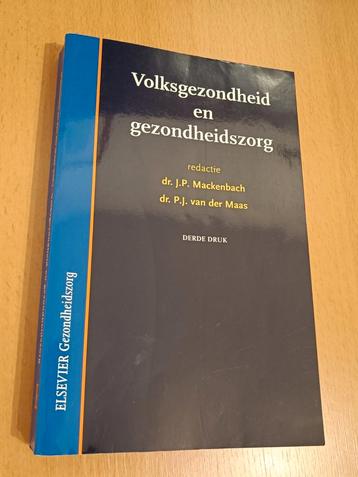 Volksgezondheid
en
gezondheidszorg
redactie
dr. J.P. Mackenbach
dr. P.J. van der Maas
DERDE DRUK
ELSEVIER Gezondheidszorg